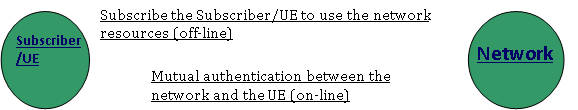 Subscribe the Subscriber/UE to use the network
resources (off-line)
Subscriber
/UE
Network
Mutual authentication between the
network and the UE (on-line)